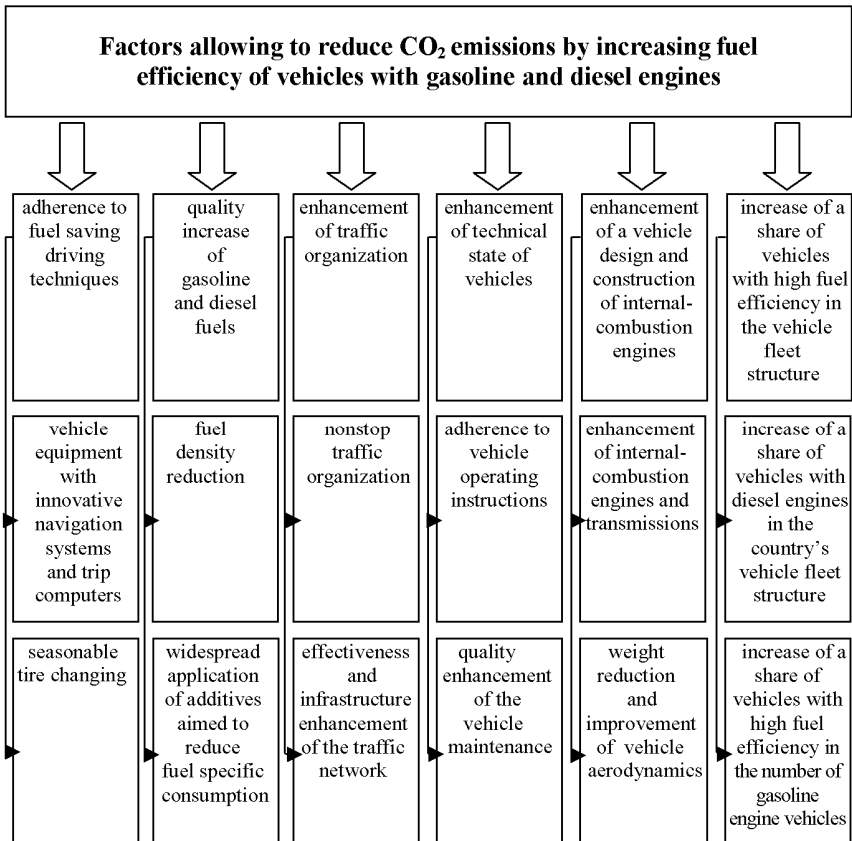 Factors allowing to reduce CO₂ emissions by increasing fuel
efficiency of vehicles with gasoline and diesel engines
adherence to
fuel saving
driving
techniques
quality
increase
of
gasoline
and diesel
fuels
enhancement
of traffic
organization
enhancement
of technical
state of
vehicles
enhancement
of a vehicle
design and
construction
of internal-
combustion
engines
increase of a
share of
vehicles
with high fuel
efficiency in
the vehicle
fleet
structure
vehicle
equipment
with
innovative
navigation
systems
and trip
computers
fuel
density
reduction
nonstop
traffic
organization
adherence to
vehicle
operating
instructions
enhancement
of internal-
combustion
engines and
transmissions
increase of a
share of
vehicles with
diesel engines
in the
country's
vehicle fleet
structure
seasonable
tire changing
widespread
application
of additives
aimed to
reduce
fuel specific
consumption
effectiveness
and
infrastructure
enhancement
of the traffic
network
quality
enhancement
of the
vehicle
maintenance
weight
reduction
and
improvement
of vehicle
aerodynamics
increase of a
share of
vehicles with
high fuel
efficiency in
the number of
gasoline
engine vehicles